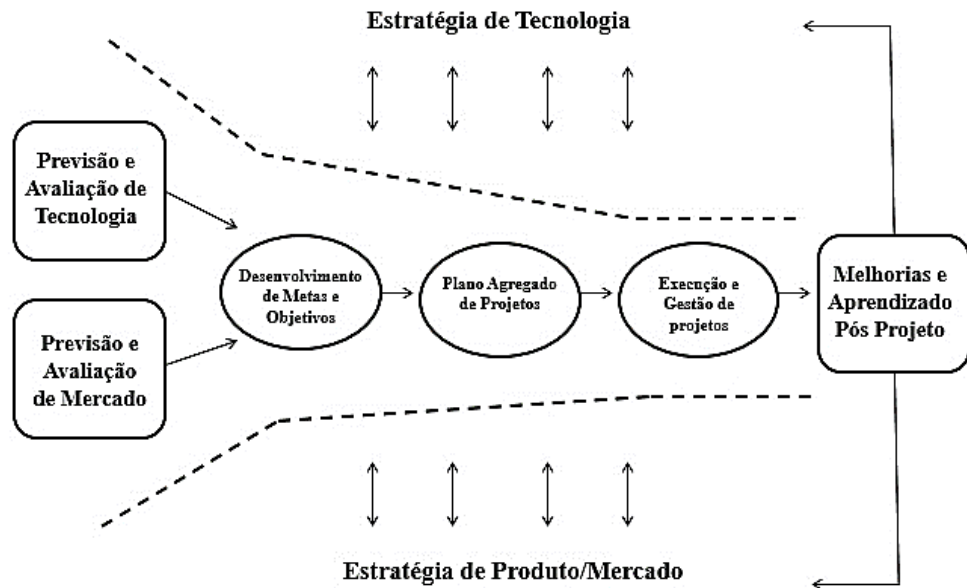 Estratégia de Tecnologia
Previsão e
Avaliação de
Tecnologia
Previsão e
Avaliação
de Mercado
Desenvolvimento
de Metas e
Objetivos
Plano Agregado
de Projetos
Execução e
Gestão de
projetos
Melhorias e
Aprendizado
Pós Projeto
Estratégia de Produto/Mercado